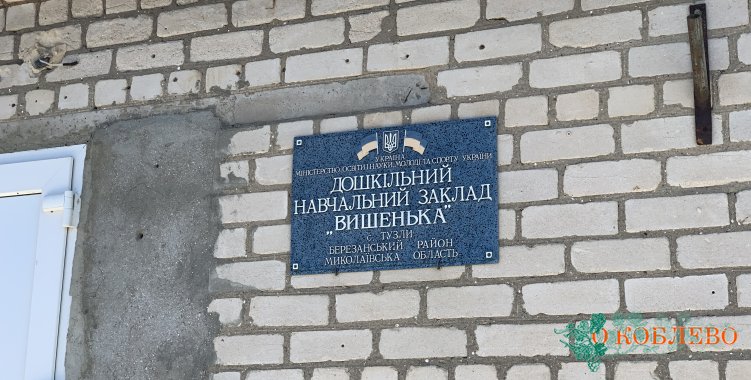 УКРАЇНА
МІНІСТЕРСТВО ОСВІТИ І НАУКИ, МОЛОДІ ТА СПОРТУ УКРАЇНИ
ДОШКІЛЬНИЙ
НАВЧАЛЬНИЙ ЗАКЛАД
"ВИШЕНЬКА"
с. ТУЗЛИ
БЕРЕЗАНСЬКИЙ РАЙОН
МИКОЛАЇВСЬКА ОБЛАСТЬ
О КОБЛЕВО